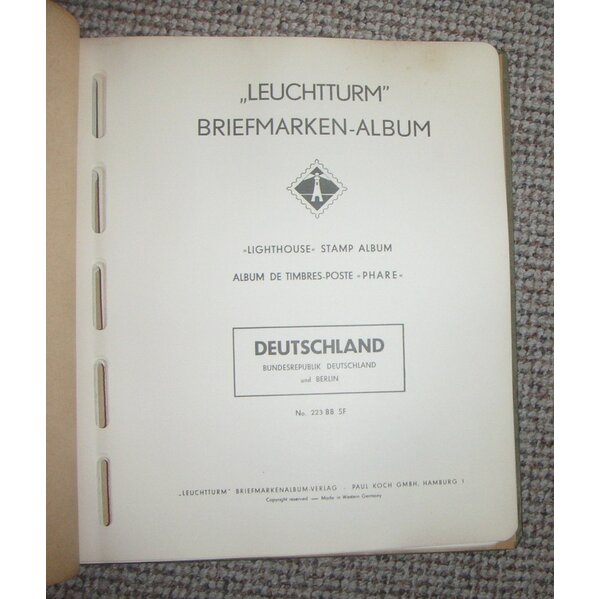 „LEUCHTTURM”
BRIEFMARKEN-ALBUM
»LIGHTHOUSE« STAMP ALBUM
ALBUM DE TIMBRES-POSTE »PHARE«
DEUTSCHLAND
BUNDESREPUBLIK DEUTSCHLAND
und BERLIN
No. 223 BB SF
„LEUCHTTURM” BRIEFMARKENALBUM-VERLAG · PAUL KOCH GMBH. HAMBURG 1
Copyright reserved — Made in Western Germany